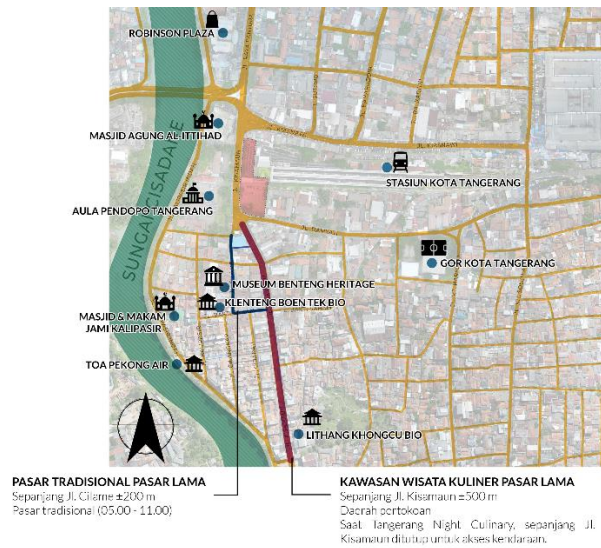 ROBINSON PLAZA
MASJID AGUNG AL-ITTIHAD
SUNGAI CISADANE
STASIUN KOTA TANGERANG
AULA PENDOPO TANGERANG
GOR KOTA TANGERANG
MUSEUM BENTENG HERITAGE
KLENTENG BOEN TEK BIO
MASJID & MAKAM
JAMI KALIPASIR
TOA PEKONG AIR
LITHANG KHONGCU BIO
PASAR TRADISIONAL PASAR LAMA
Sepanjang Jl. Cilame ±200 m
Pasar tradisional (05.00 - 11.00)
KAWASAN WISATA KULINER PASAR LAMA
Sepanjang Jl. Kisamaun ±500 m
Daerah pertokoan
Saat Tangerang Night Culinary, sepanjang Jl.
Kisamaun ditutup untuk akses kendaraan.